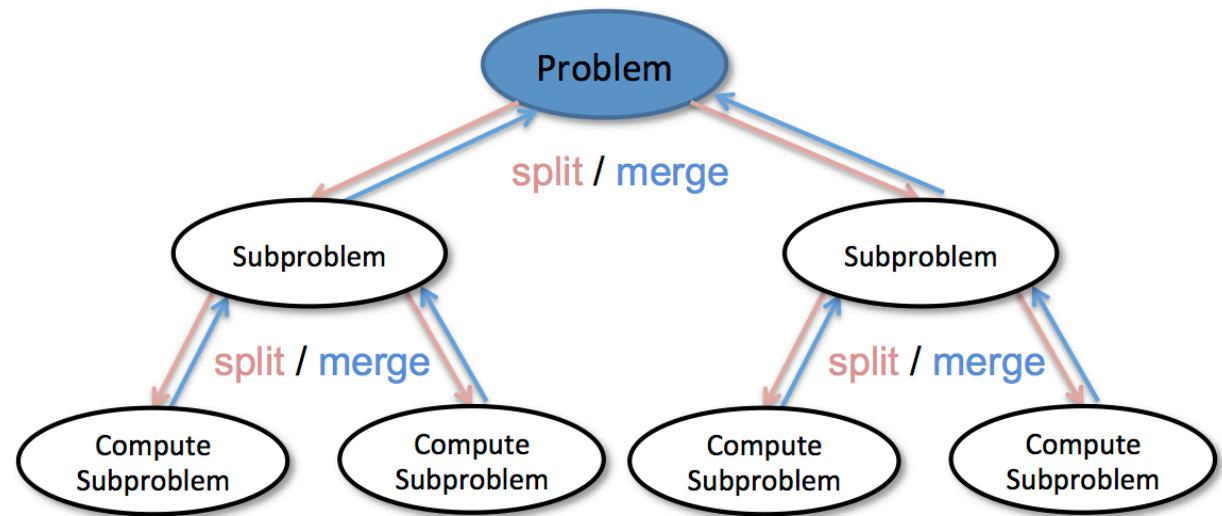 Problem
split / merge
Subproblem
Subproblem
split / merge
split / merge
Compute
Subproblem
Compute
Subproblem
Compute
Subproblem
Compute
Subproblem